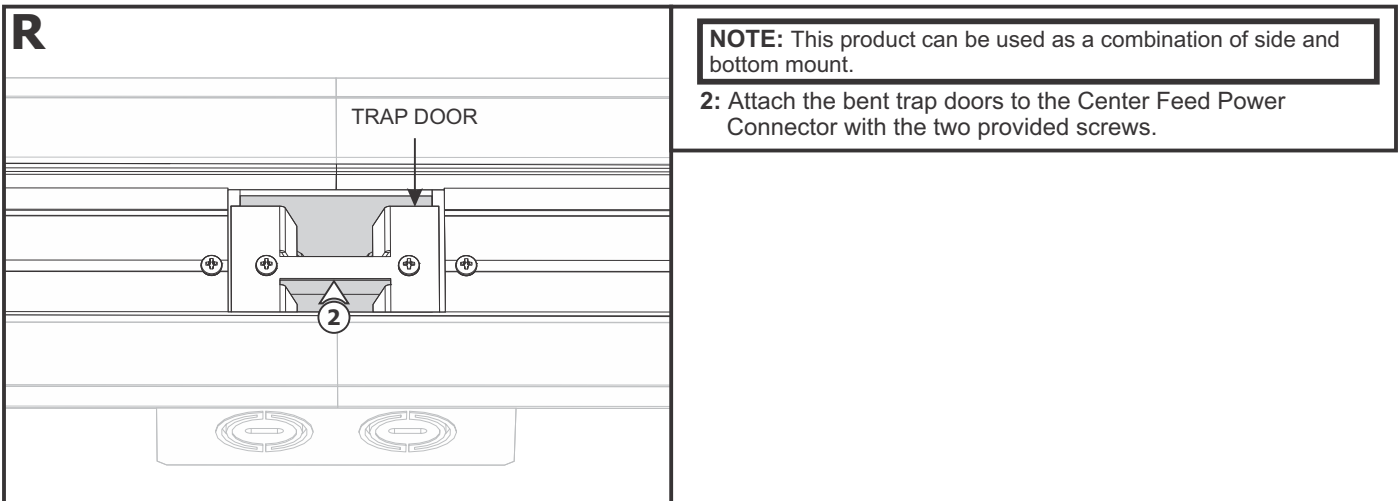 R
TRAP DOOR
2
NOTE: This product can be used as a combination of side and
bottom mount.
2: Attach the bent trap doors to the Center Feed Power
Connector with the two provided screws.